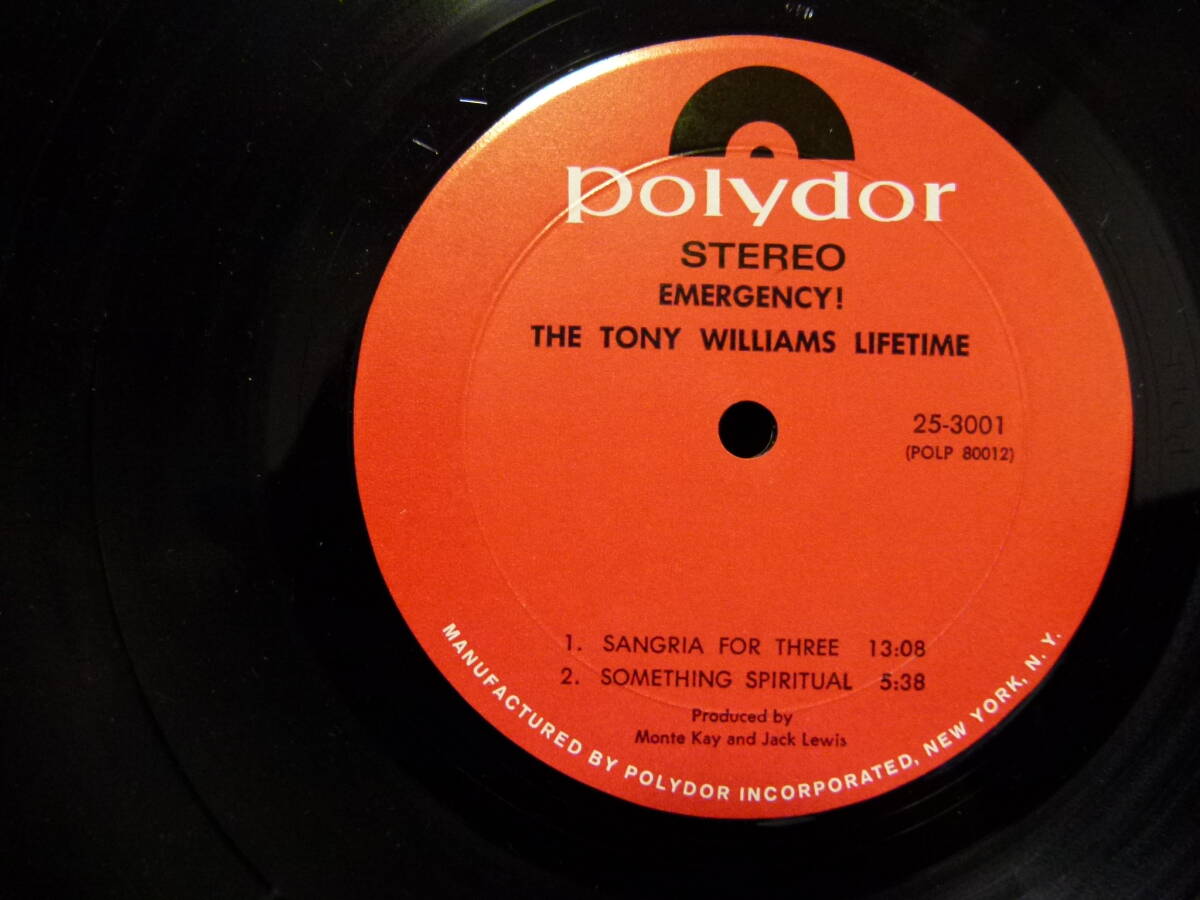 polydor
STEREO
EMERGENCY!
THE TONY WILLIAMS LIFETIME
25-3001
(POLP 80012)
1. SANGRIA FOR THREE 13:08
2. SOMETHING SPIRITUAL 5:38
Produced by
Monte Kay and Jack Lewis
MANUFACTURED BY POLYDOR INCORPORATED, NEW YORK, N. Y.